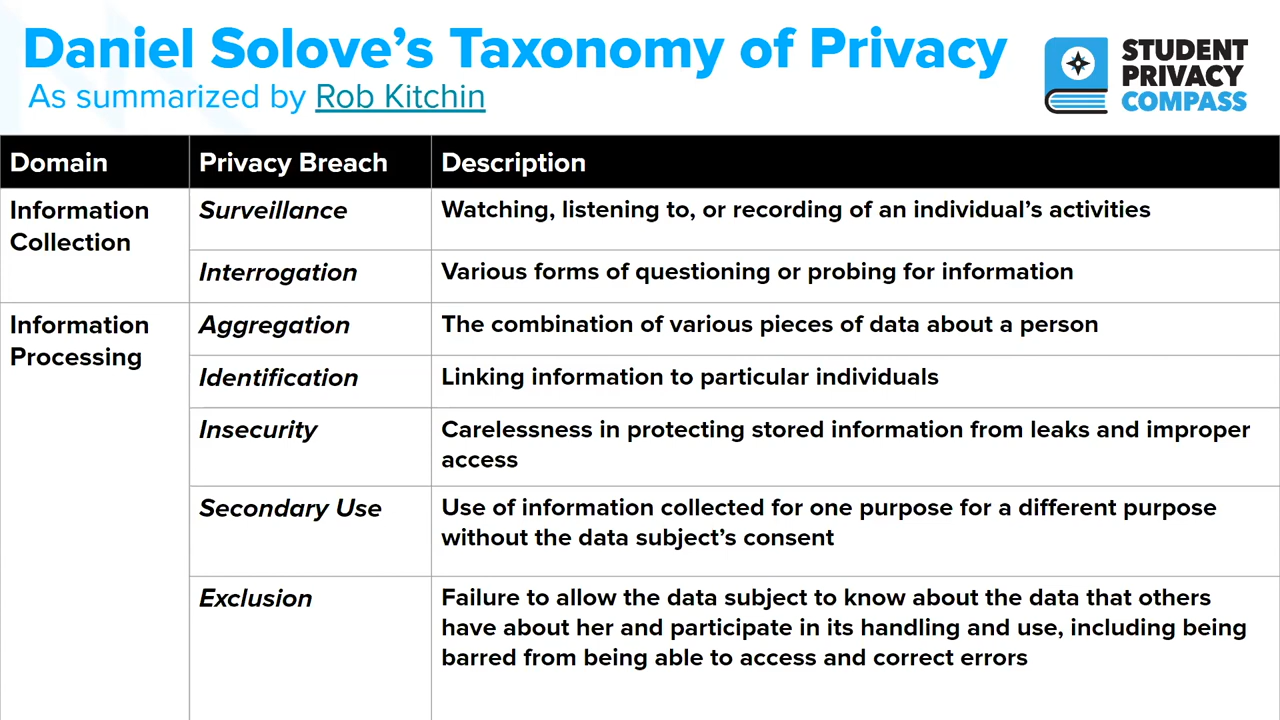 Daniel Solove’s Taxonomy of Privacy
As summarized by Rob Kitchin
STUDENT
PRIVACY
COMPASS
Domain Privacy Breach Description
Information Collection Surveillance Watching, listening to, or recording of an individual’s activities
Interrogation Various forms of questioning or probing for information
Information Processing Aggregation The combination of various pieces of data about a person
Identification Linking information to particular individuals
Insecurity Carelessness in protecting stored information from leaks and improper
access
Secondary Use Use of information collected for one purpose for a different purpose
without the data subject’s consent
Exclusion Failure to allow the data subject to know about the data that others
have about her and participate in its handling and use, including being
barred from being able to access and correct errors